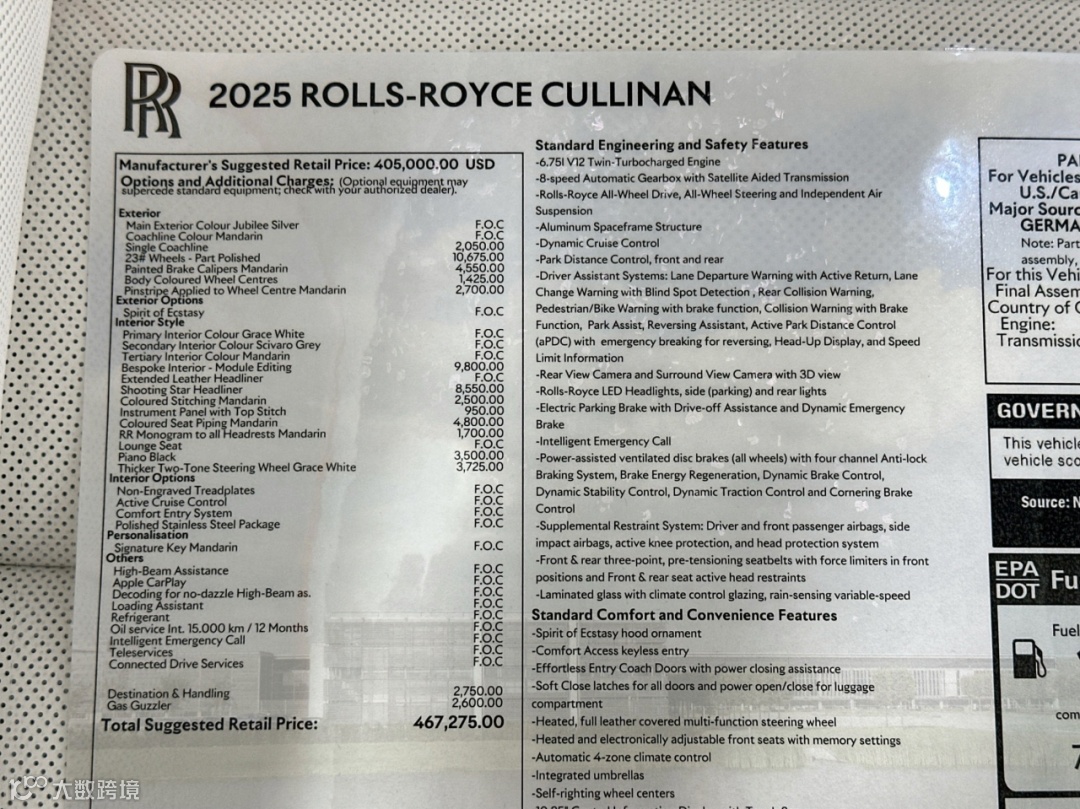 RR
2025 ROLLS-ROYCE CULLINAN
Manufacturer's Suggested Retail Price: 405,000.00 USD
Options and Additional Charges: (Optional equipment may
supercede standard equipment; check with your authorized dealer).
Exterior
Main Exterior Colour Jubilee Silver F.O.C
Coachline Colour Mandarin F.O.C
Single Coachline 2,050.00
23# Wheels - Part Polished 10,675.00
Painted Brake Calipers Mandarin 4,550.00
Body Coloured Wheel Centres 1,425.00
Pinstripe Applied to Wheel Centre Mandarin 2,700.00
Exterior Options
Spirit of Ecstasy F.O.C
Interior Style
Primary Interior Colour Grace White F.O.C
Secondary Interior Colour Scivaro Grey F.O.C
Tertiary Interior Colour Mandarin F.O.C
Bespoke Interior - Module Editing 9,800.00
Extended Leather Headliner F.O.C
Shooting Star Headliner 8,550.00
Coloured Stitching Mandarin 2,500.00
Instrument Panel with Top Stitch 950.00
Coloured Seat Piping Mandarin 4,800.00
RR Monogram to all Headrests Mandarin 1,700.00
Lounge Seat F.O.C
Piano Black 3,500.00
Thicker Two-Tone Steering Wheel Grace White 3,725.00
Interior Options
Non-Engraved Treadplates F.O.C
Active Cruise Control F.O.C
Comfort Entry System F.O.C
Polished Stainless Steel Package F.O.C
Personalisation
Signature Key Mandarin F.O.C
Others
High-Beam Assistance F.O.C
Apple CarPlay F.O.C
Decoding for no-dazzle High-Beam as. F.O.C
Loading Assistant F.O.C
Refrigerant F.O.C
Oil service Int. 15.000 km / 12 Months F.O.C
Intelligent Emergency Call F.O.C
Teleservices F.O.C
Connected Drive Services F.O.C
Destination & Handling 2,750.00
Gas Guzzler 2,600.00
Total Suggested Retail Price: 467,275.00
Standard Engineering and Safety Features
-6.75l V12 Twin-Turbocharged Engine
-8-speed Automatic Gearbox with Satellite Aided Transmission
-Rolls-Royce All-Wheel Drive, All-Wheel Steering and Independent Air
Suspension
-Aluminum Spaceframe Structure
-Dynamic Cruise Control
-Park Distance Control, front and rear
-Driver Assistant Systems: Lane Departure Warning with Active Return, Lane
Change Warning with Blind Spot Detection , Rear Collision Warning,
Pedestrian/Bike Warning with brake function, Collision Warning with Brake
Function, Park Assist, Reversing Assistant, Active Park Distance Control
(aPDC) with emergency breaking for reversing, Head-Up Display, and Speed
Limit Information
-Rear View Camera and Surround View Camera with 3D view
-Rolls-Royce LED Headlights, side (parking) and rear lights
-Electric Parking Brake with Drive-off Assistance and Dynamic Emergency
Brake
-Intelligent Emergency Call
-Power-assisted ventilated disc brakes (all wheels) with four channel Anti-lock
Braking System, Brake Energy Regeneration, Dynamic Brake Control,
Dynamic Stability Control, Dynamic Traction Control and Cornering Brake
Control
-Supplemental Restraint System: Driver and front passenger airbags, side
impact airbags, active knee protection, and head protection system
-Front & rear three-point, pre-tensioning seatbelts with force limiters in front
positions and Front & rear seat active head restraints
-Laminated glass with climate control glazing, rain-sensing variable-speed
Standard Comfort and Convenience Features
-Spirit of Ecstasy hood ornament
-Comfort Access keyless entry
-Effortless Entry Coach Doors with power closing assistance
-Soft Close latches for all doors and power open/close for luggage
compartment
-Heated, full leather covered multi-function steering wheel
-Heated and electronically adjustable front seats with memory settings
-Automatic 4-zone climate control
-Integrated umbrellas
-Self-righting wheel centers
PA
For Vehicles
U.S./Ca
Major Sourc
GERMA
Note: Part
assembly,
For this Vehi
Final Assem
Country of
Engine:
Transmissi
GOVERN
This vehicle
vehicle sco
Source: N
EPA
DOT
Fu
Fuel
com
7
大数跨境